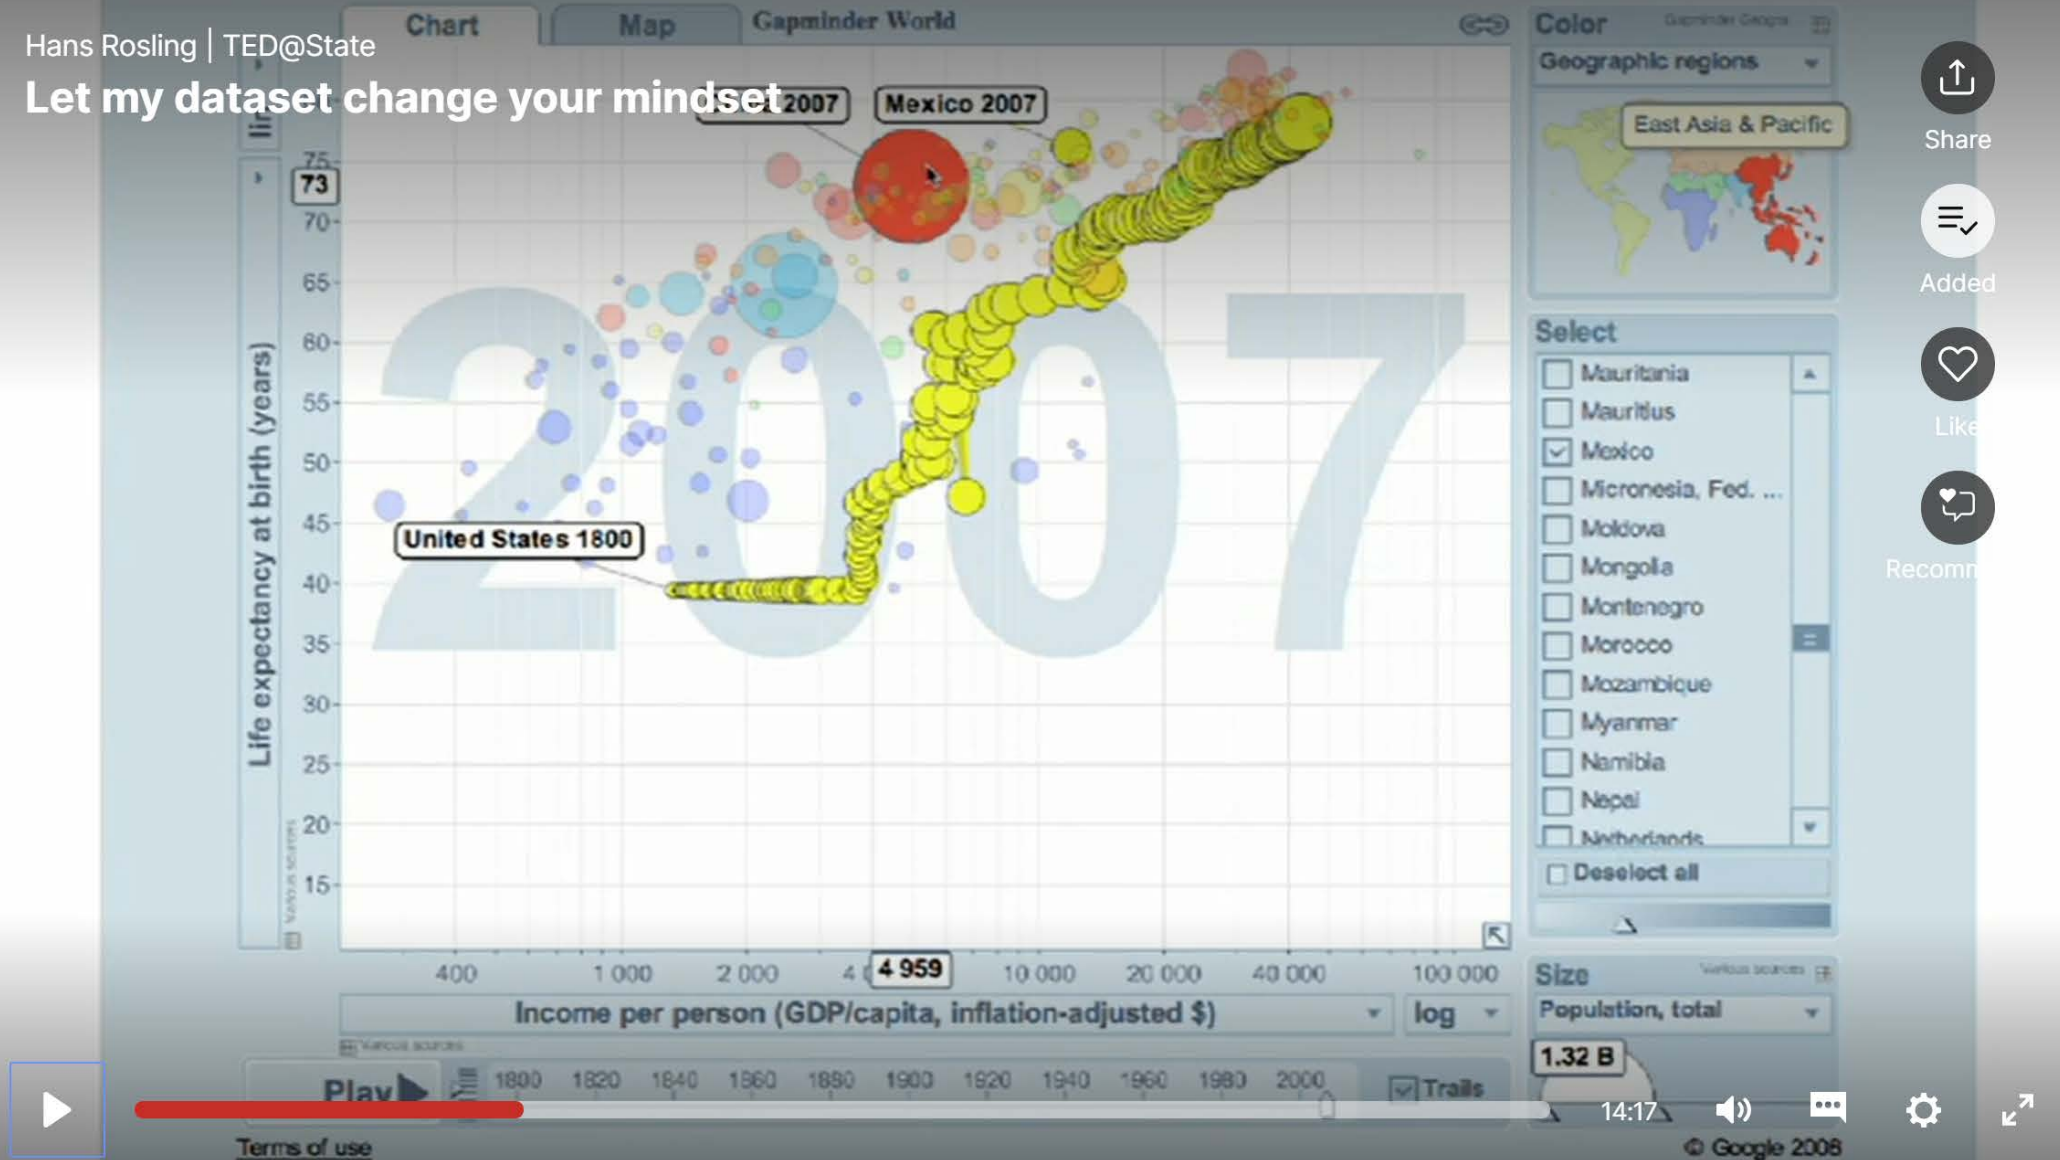 Hans Rosling | TED@State
Let my dataset change your mindset
Chart
Map
Gapminder World
2007
Mexico 2007
United States 1800
2007
Life expectancy at birth (years)
73
75
70
65
60
55
50
45
40
35
30
25
20
15
Various sources
400
1 000
2 000
4 959
10 000
20 000
40 000
100 000
Income per person (GDP/capita, inflation-adjusted $)
log
Various sources
Play
1800 1820 1840 1860 1880 1900 1920 1940 1960 1980 2000
Trails
Color
Geographic regions
East Asia & Pacific
Select
Mauritania
Mauritius
Mexico
Micronesia, Fed. ...
Moldova
Mongolia
Montenegro
Morocco
Mozambique
Myanmar
Namibia
Nepal
Netherlands
Deselect all
Size
Various sources
Population, total
1.32 B
Share
Added
Like
Recomm
14:17
Terms of use
© Google 2008